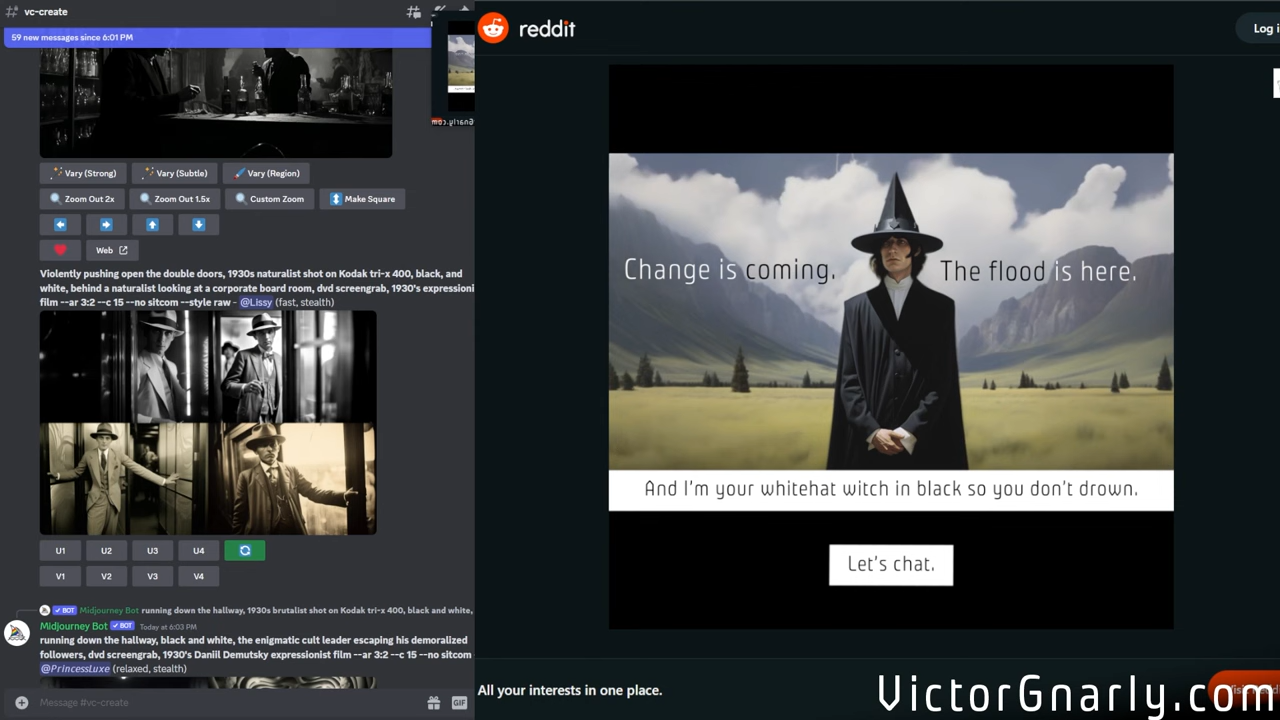 vc-create
59 new messages since 6:01 PM
Vary (Strong)
Vary (Subtle)
Vary (Region)
Zoom Out 2x
Zoom Out 1.5x
Custom Zoom
Make Square
Web
Violently pushing open the double doors, 1930s naturalist shot on Kodak tri-x 400, black, and
white, behind a naturalist looking at a corporate board room, dvd screengrab, 1930's expressioni
film --ar 3:2 --c 15 --no sitcom --style raw - @Lissy (fast, stealth)
U1
U2
U3
U4
V1
V2
V3
V4
BOT Midjourney Bot running down the hallway, 1930s brutalist shot on Kodak tri-x 400, black and white,
Midjourney Bot BOT Today at 6:03 PM
running down the hallway, black and white, the enigmatic cult leader escaping his demoralized
followers, dvd screengrab, 1930's Daniil Demutsky expressionist film --ar 3:2 --c 15 --no sitcom
@PrincessLuxe (relaxed, stealth)
Message #vc-create
GIF
reddit
Log i
Change is coming.
The flood is here.
And I'm your whitehat witch in black so you don't drown.
Let's chat.
All your interests in one place.
VictorGnarly.com